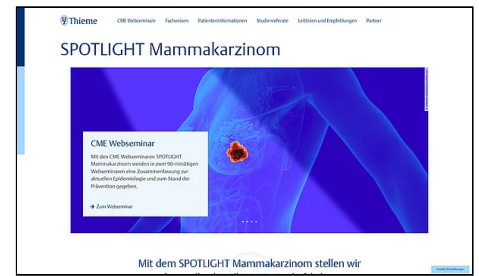 Thieme
CME Webseminare Fachwissen Patienteninformationen Studienreferate Leitlinien und Empfehlungen Partner
SPOTLIGHT Mammakarzinom
CME Webseminar
Mit den CME Webseminaren SPOTLIGHT
Mammakarzinom werden in zwei 90-minütigen
Webseminaren eine Zusammenfassung zur
aktuellen Epidemiologie und zum Stand der
Prävention gegeben.
→ Zum Webseminar
Mit dem SPOTLIGHT Mammakarzinom stellen wir